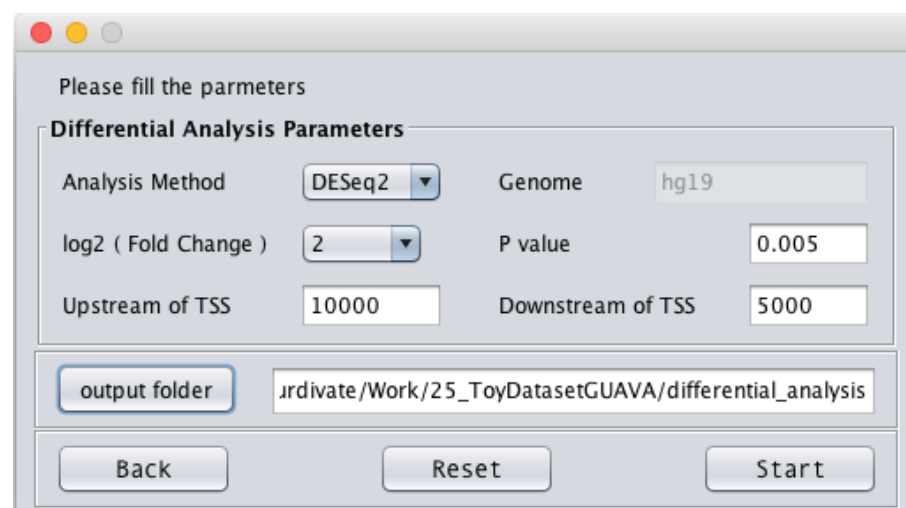 Please fill the parmeters
Differential Analysis Parameters
Analysis Method DESeq2 Genome hg19
log2 ( Fold Change ) 2 P value 0.005
Upstream of TSS 10000 Downstream of TSS 5000
output folder urdivate/Work/25_ToyDatasetGUAVA/differential_analysis
Back Reset Start